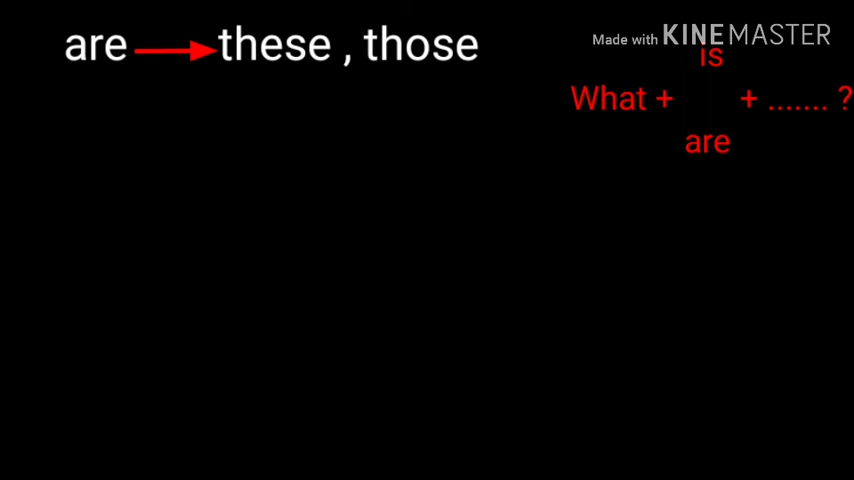 are these , those
Made with KINEMASTER
is
What + + ....... ?
are